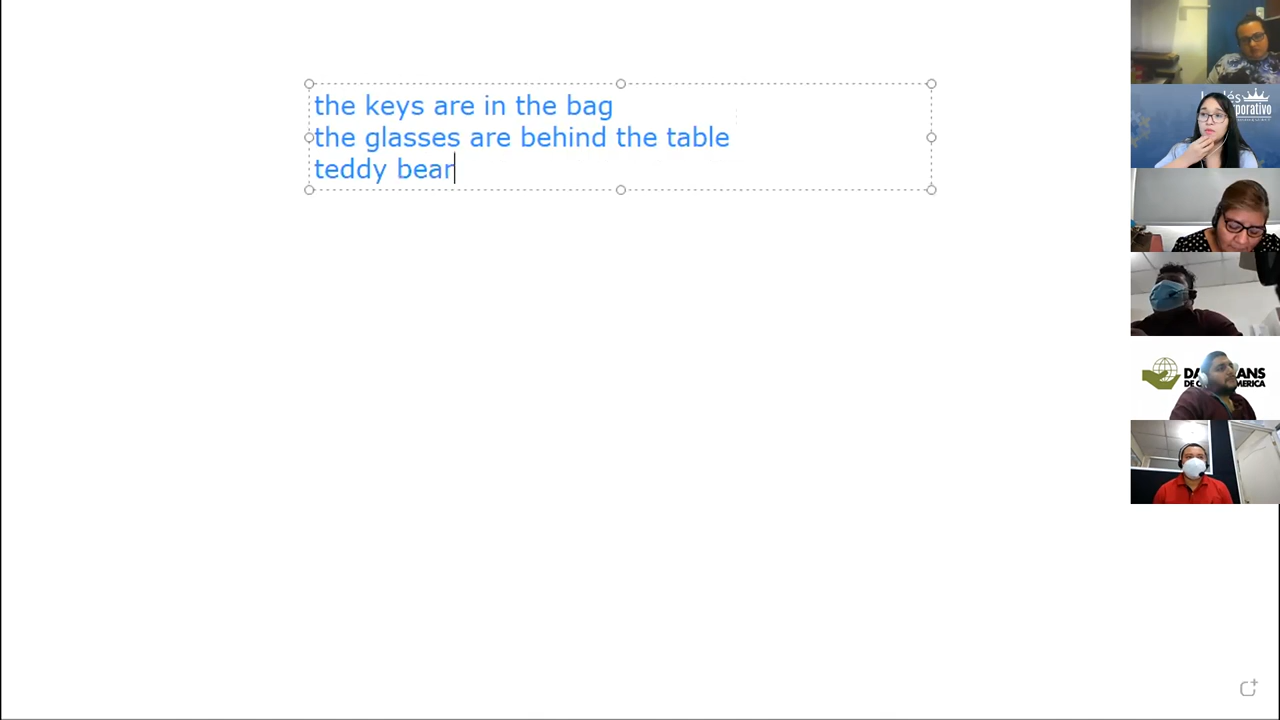 the keys are in the bag
the glasses are behind the table
teddy bear